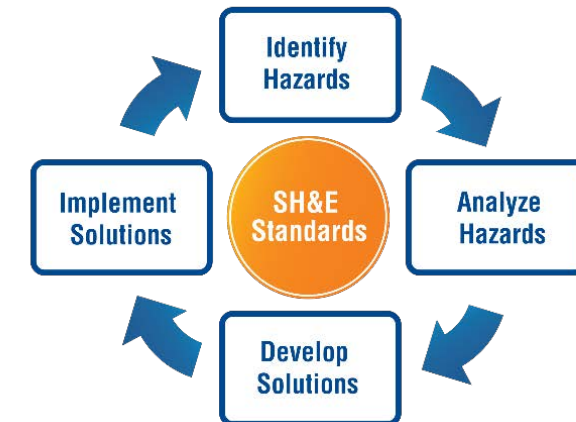 Identify
Hazards
Implement
Solutions
SH&E
Standards
Analyze
Hazards
Develop
Solutions